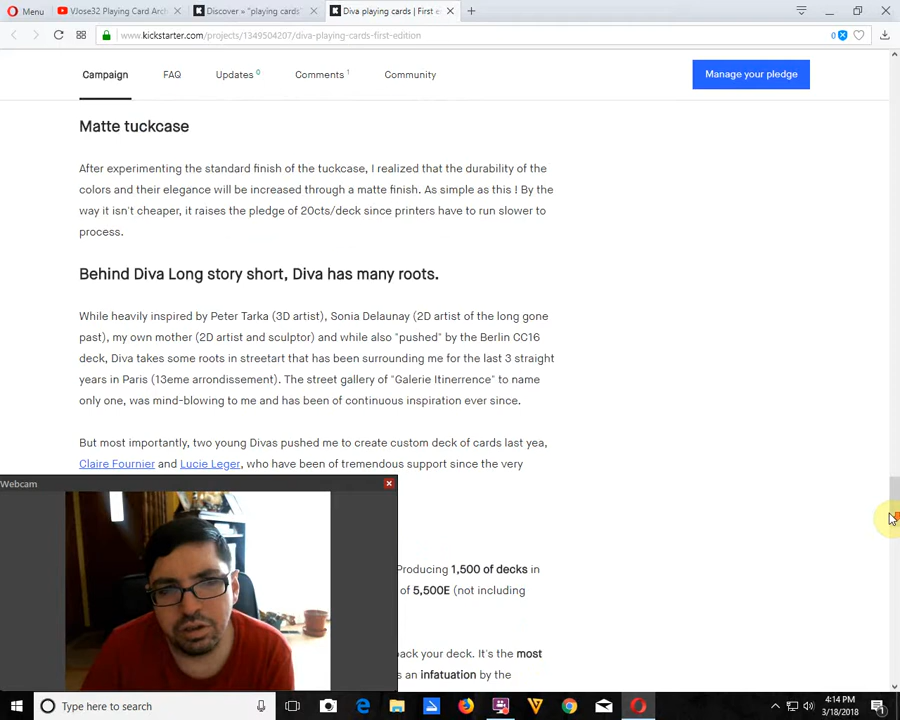 Menu
VJose32 Playing Card Arch
Discover » "playing cards"
Diva playing cards | First e
www.kickstarter.com/projects/1349504207/diva-playing-cards-first-edition
0
Campaign
FAQ
Updates 0
Comments 1
Community
Manage your pledge
Matte tuckcase
After experimenting the standard finish of the tuckcase, I realized that the durability of the
colors and their elegance will be increased through a matte finish. As simple as this ! By the
way it isn't cheaper, it raises the pledge of 20cts/deck since printers have to run slower to
process.
Behind Diva Long story short, Diva has many roots.
While heavily inspired by Peter Tarka (3D artist), Sonia Delaunay (2D artist of the long gone
past), my own mother (2D artist and sculptor) and while also "pushed" by the Berlin CC16
deck, Diva takes some roots in streetart that has been surrounding me for the last 3 straight
years in Paris (13eme arrondissement). The street gallery of "Galerie Itinerrence" to name
only one, was mind-blowing to me and has been of continuous inspiration ever since.
But most importantly, two young Divas pushed me to create custom deck of cards last yea,
Claire Fournier and Lucie Leger, who have been of tremendous support since the very
Webcam
Producing 1,500 of decks in
of 5,500E (not including
back your deck. It's the most
s an infatuation by the
Type here to search
4:14 PM
3/18/2018
1